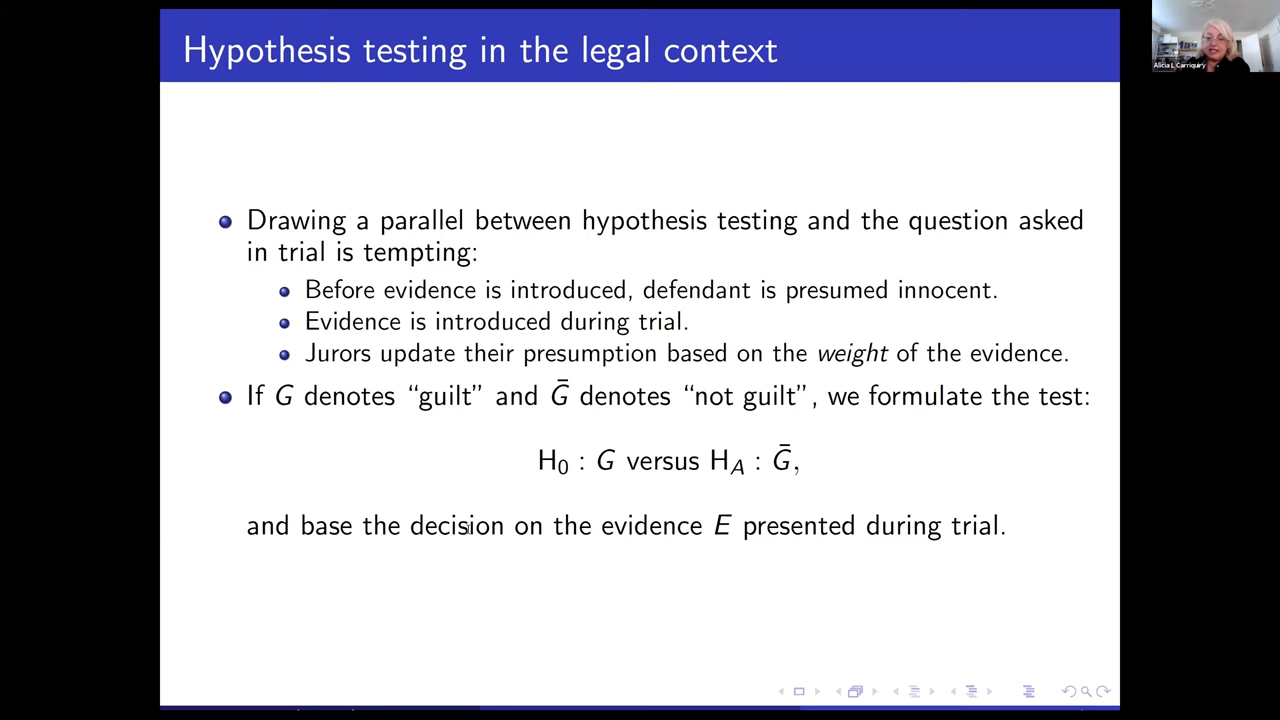 Hypothesis testing in the legal context
Alicia L Carriquiry
Drawing a parallel between hypothesis testing and the question asked
in trial is tempting:
Before evidence is introduced, defendant is presumed innocent.
Evidence is introduced during trial.
Jurors update their presumption based on the weight of the evidence.
If G denotes “guilt” and Ḡ denotes “not guilt”, we formulate the test:
H₀ : G versus H_A : Ḡ,
and base the decision on the evidence E presented during trial.